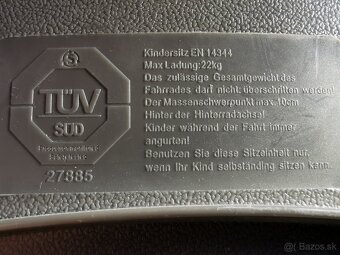 Kindersitz EN 14344
Max Ladung:22kg
Das zulässige Gesamtgewicht des
Fahrrades darf nicht überschritten werden!
Der Massenschwerpunkt max. 10cm
Hinter der Hinterradachse!
Kinder während der Fahrt immer
angurten!
Benutzen Sie diese Sitzeinheit nur,
wenn Ihr Kind selbständig sitzen kann.
TÜV
SÜD
27885
© Bazos.sk